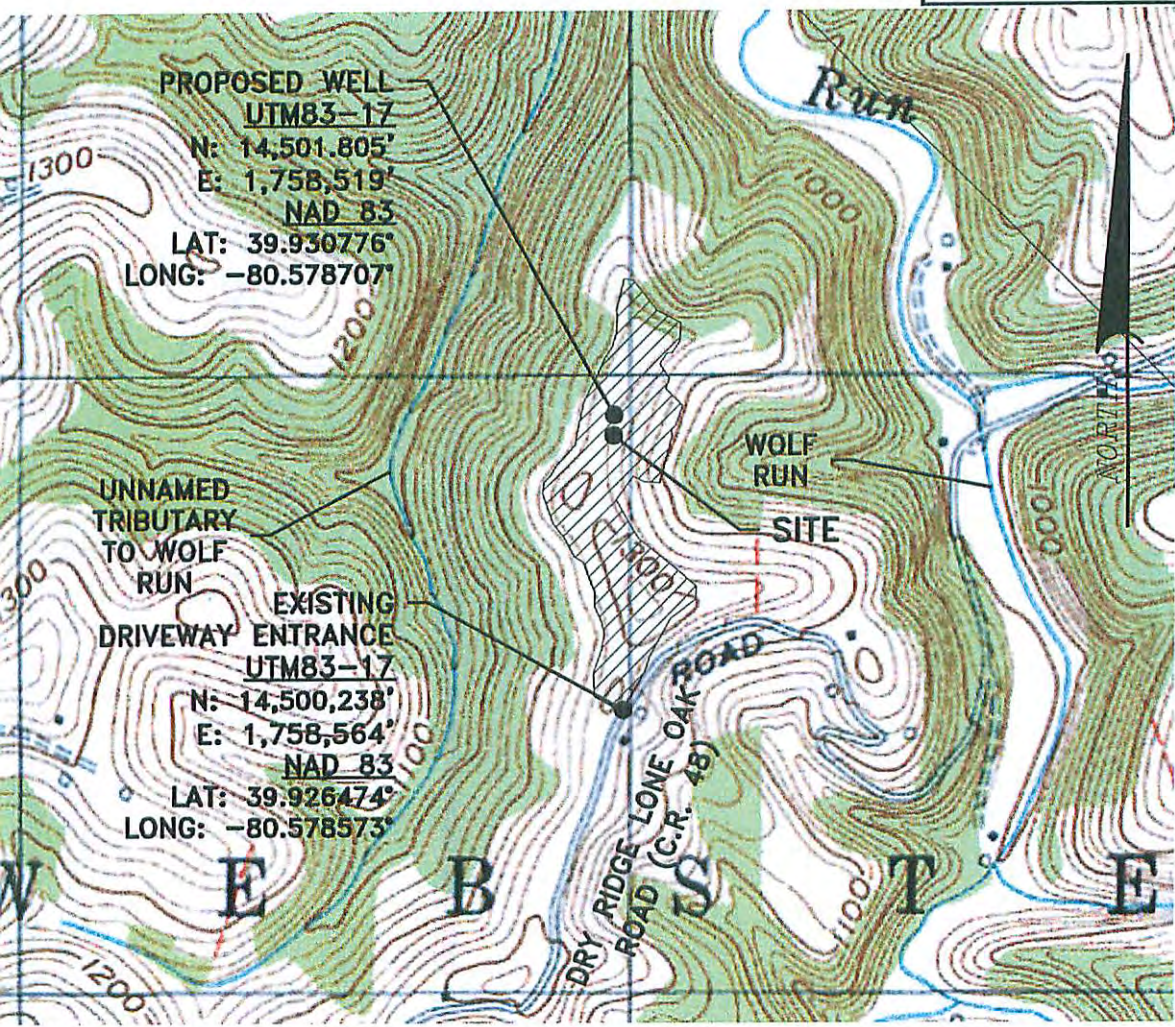 PROPOSED WELL
UTM83-17
N: 14,501.805'
E: 1,758,519'
NAD 83
LAT: 39.930776°
LONG: -80.578707°
Run
1300
1000
1200
NORTH
WOLF
RUN
UNNAMED
TRIBUTARY
TO WOLF
RUN
SITE
1000
1300
300
EXISTING
DRIVEWAY ENTRANCE
UTM83-17
N: 14,500,238'
E: 1,758,564'
NAD 83
LAT: 39.926474°
LONG: -80.578573°
ROAD
1100
DRY RIDGE LONE OAK
ROAD (C.R. 48)
W E B S T E
1100
1200